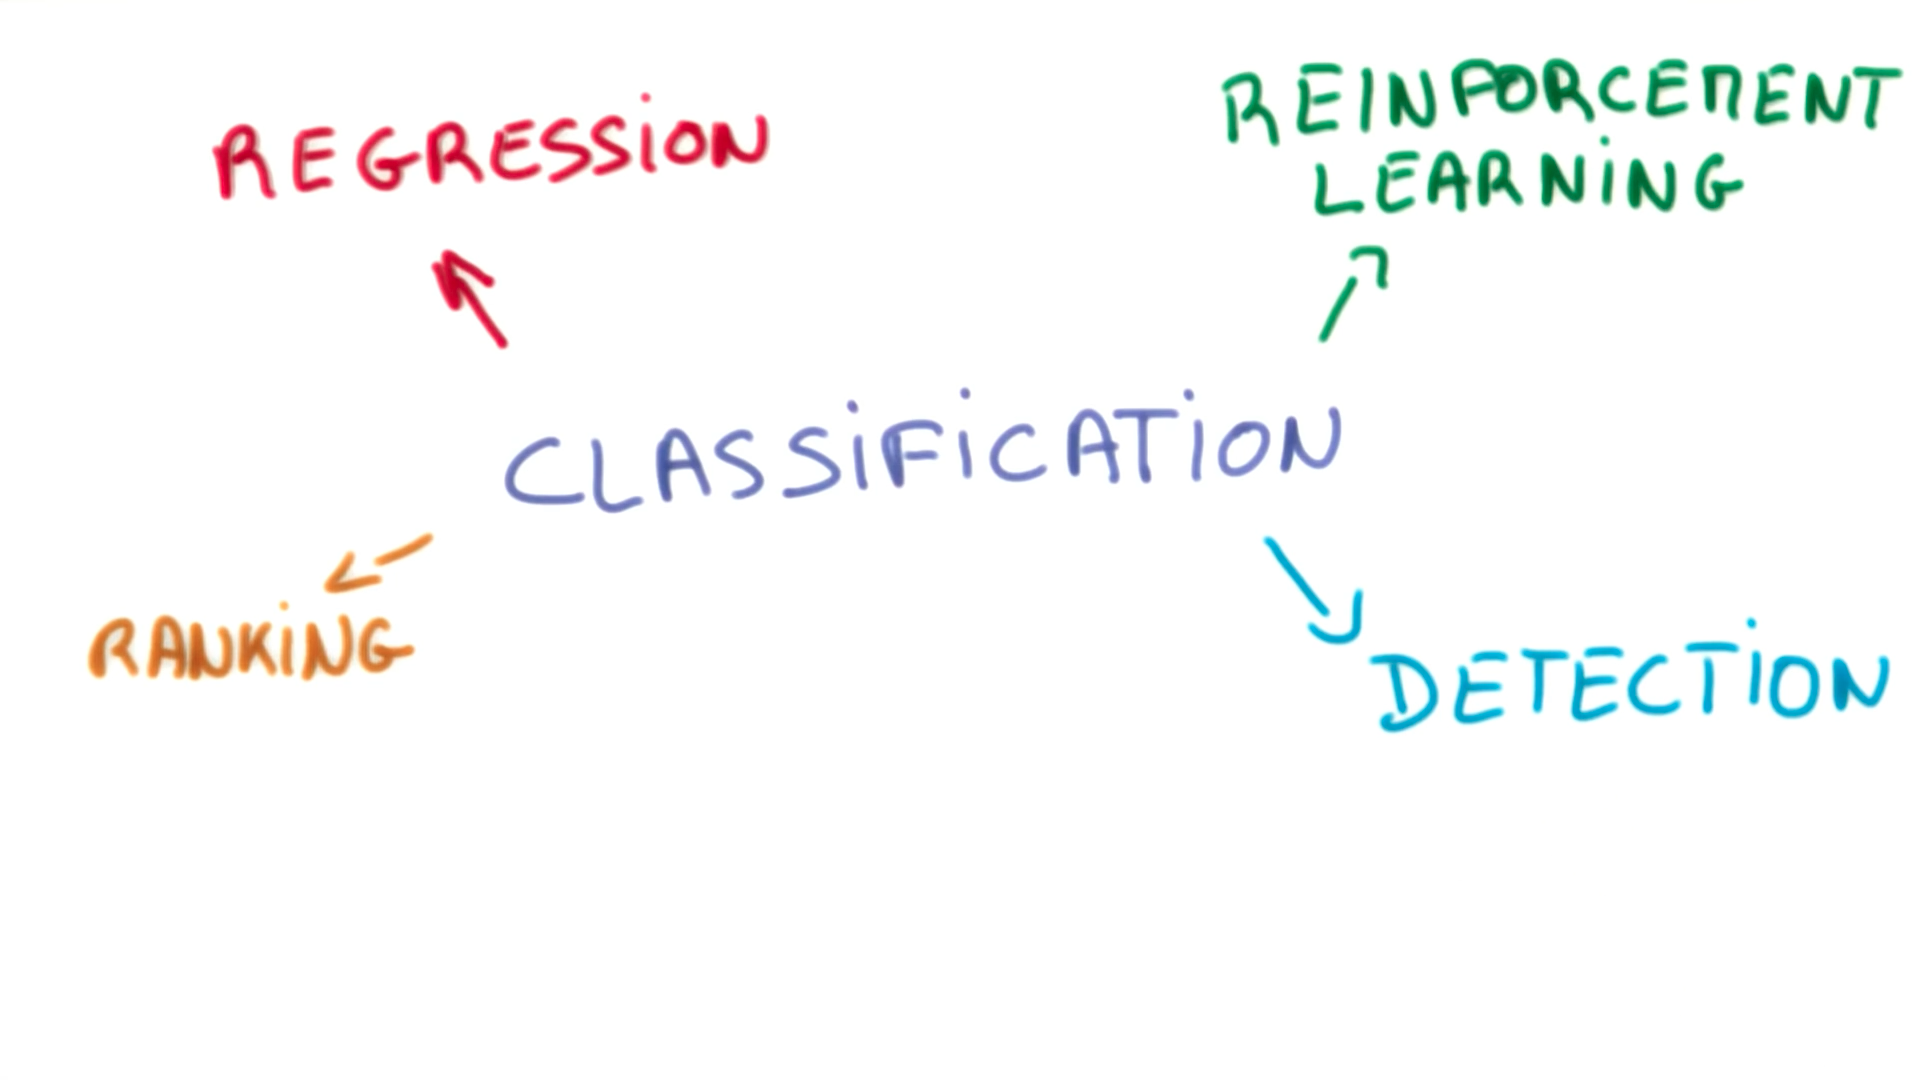 REGRESSION
REINFORCEMENT
LEARNING
CLASSIFICATION
RANKING
DETECTION